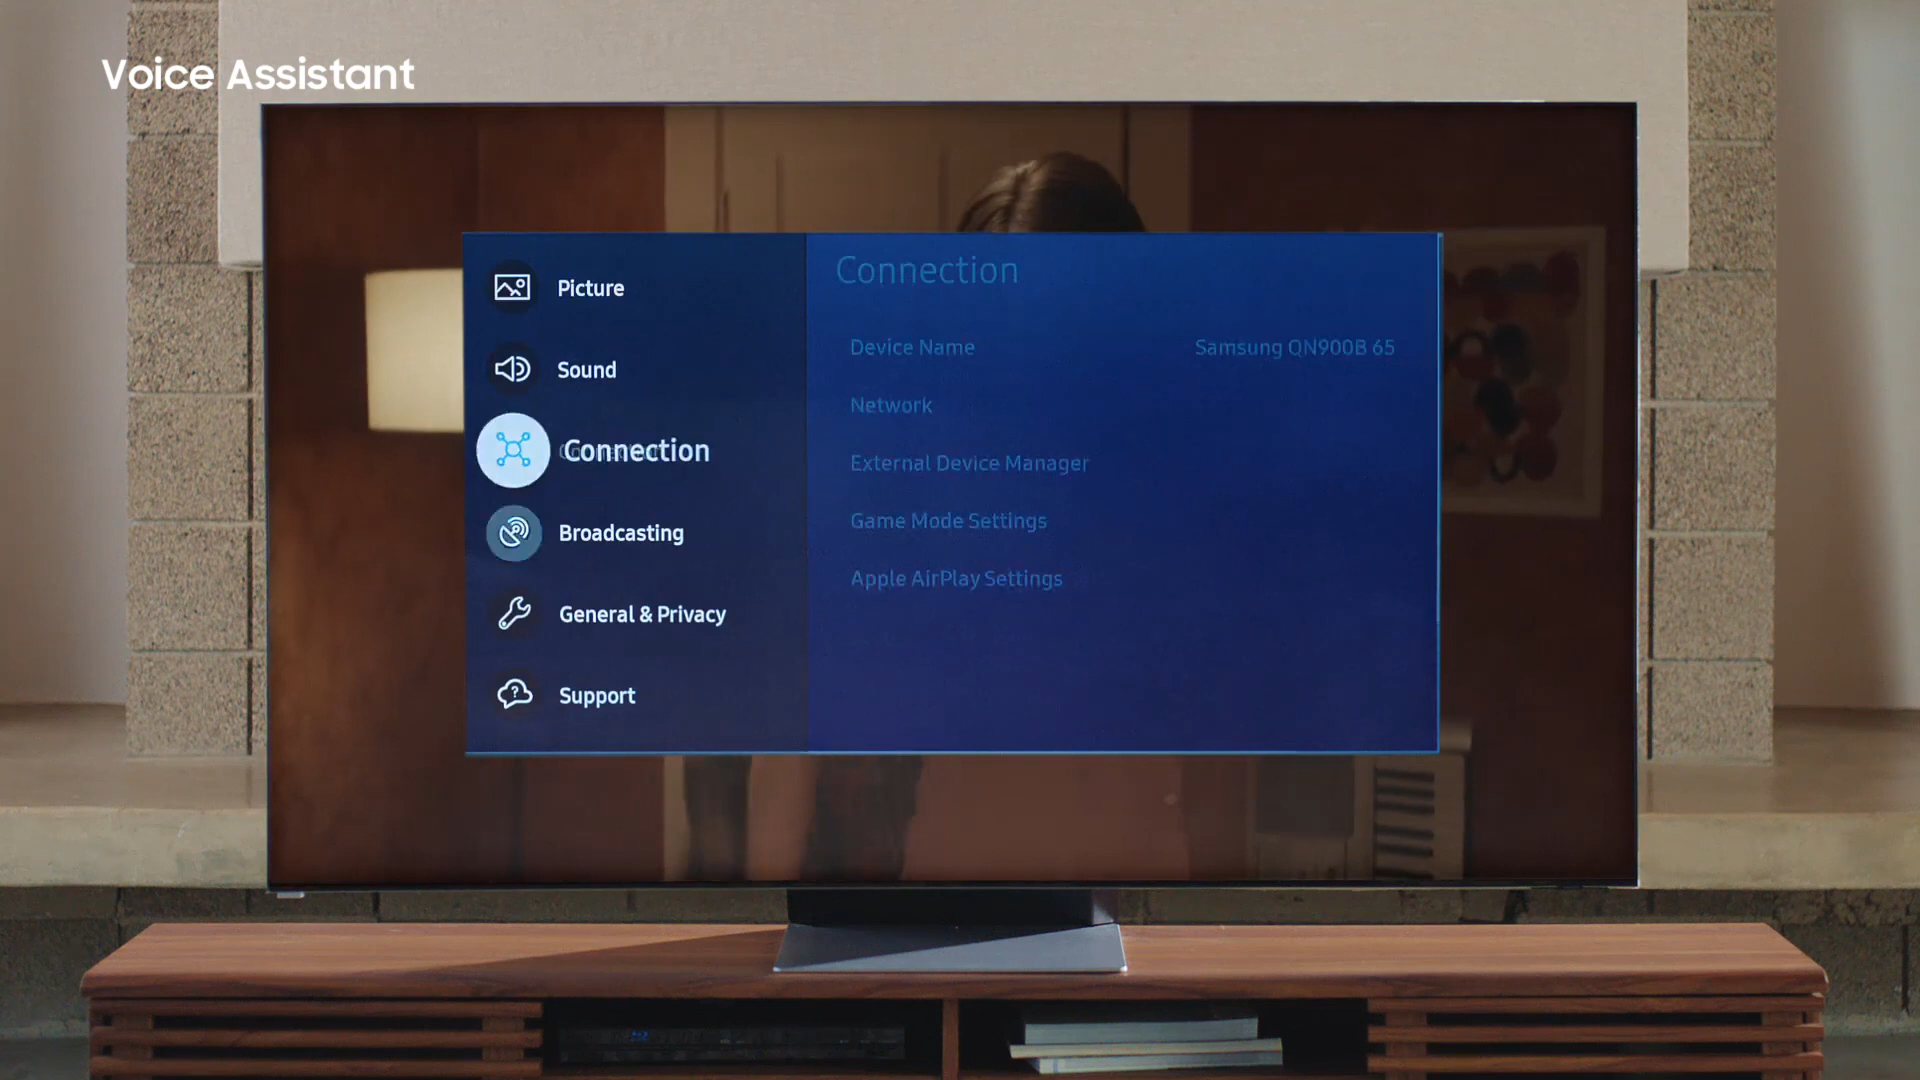 Voice Assistant
Picture
Sound
Connection
Broadcasting
General & Privacy
Support
Connection
Device Name Samsung QN900B 65
Network
External Device Manager
Game Mode Settings
Apple AirPlay Settings